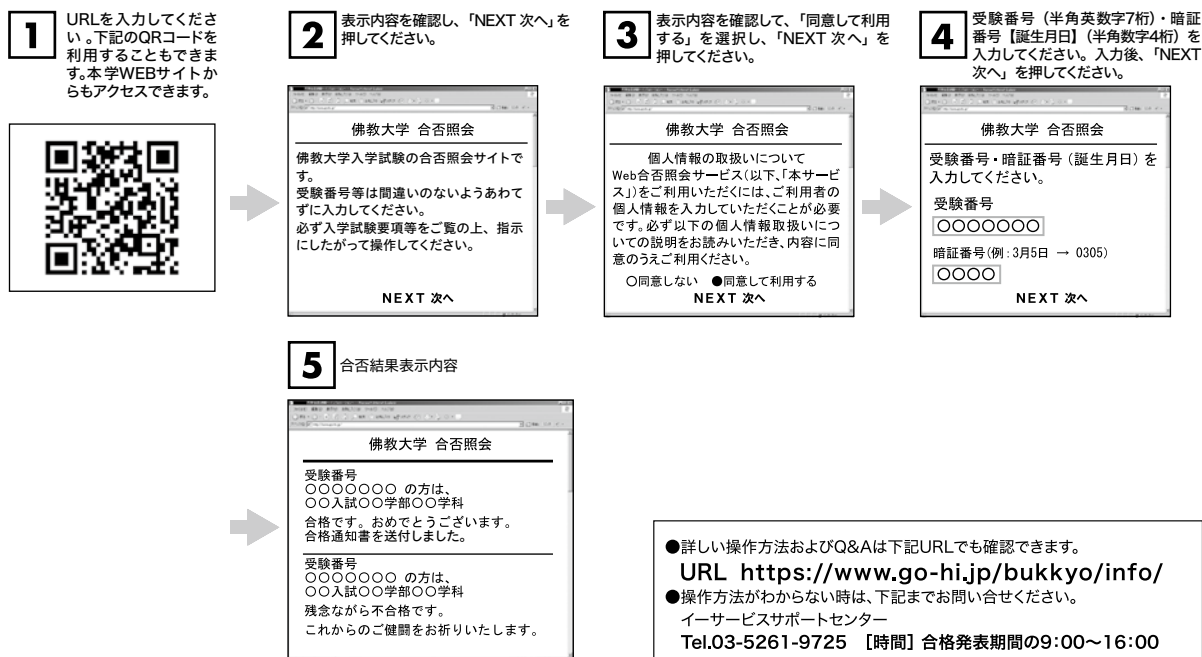 1
URLを入力してくださ
い 。下記のQRコードを
利用することもできま
す。本学WEBサイトか
らもアクセスできます。
2
表示内容を確認し、「NEXT 次へ」を
押してください。
佛教大学 合否照会
佛教大学入学試験の合否照会サイトで
す。
受験番号等は間違いのないようあわて
ずに入力してください。
必ず入学試験要項等をご覧の上、指示
にしたがって操作してください。
NEXT 次へ
3
表示内容を確認して、「同意して利用
する」を選択し、「NEXT 次へ」を
押してください。
佛教大学 合否照会
個人情報の取扱いについて
Web合否照会サービス(以下、「本サービ
ス」)をご利用いただくには、ご利用者の
個人情報を入力していただくことが必要
です。必ず以下の個人情報取扱いにつ
いての説明をお読みいただき、内容に同
意のうえご利用ください。
○同意しない ●同意して利用する
NEXT 次へ
4
受験番号（半角英数字7桁）・暗証
番号【誕生月日】（半角数字4桁）を
入力してください。入力後、「NEXT
次へ」を押してください。
佛教大学 合否照会
受験番号・暗証番号（誕生月日）を
入力してください。
受験番号
○○○○○○○
暗証番号(例：3月5日 → 0305)
○○○○
NEXT 次へ
5
合否結果表示内容
佛教大学 合否照会
受験番号
○○○○○○○ の方は、
○○入試○○学部○○学科
合格です。おめでとうございます。
合格通知書を送付しました。
受験番号
○○○○○○○ の方は、
○○入試○○学部○○学科
残念ながら不合格です。
これからのご健闘をお祈りいたします。
●詳しい操作方法およびQ&Aは下記URLでも確認できます。
URL https://www.go-hi.jp/bukkyo/info/
●操作方法がわからない時は、下記までお問い合せください。
イーサービスサポートセンター
Tel.03-5261-9725 ［時間］合格発表期間の9:00〜16:00